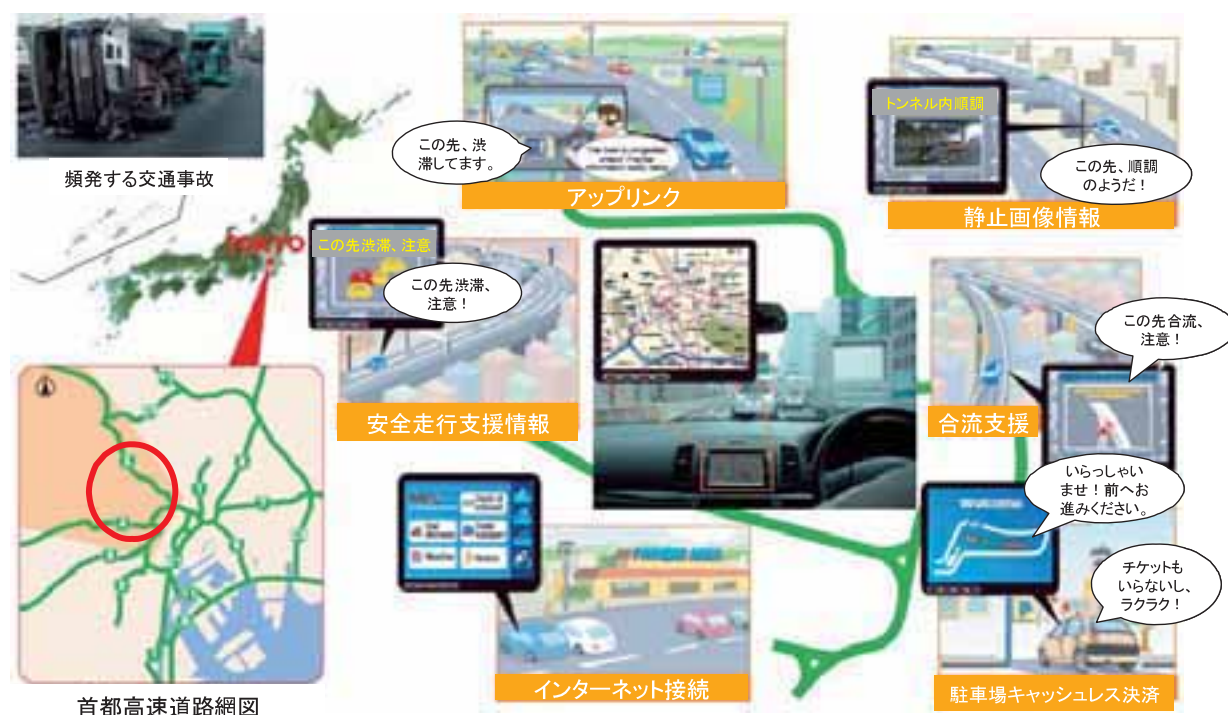 頻発する交通事故
この先、渋
滞してます。
アップリンク
トンネル内順調
この先、順調
のようだ!
静止画像情報
TOKYO
この先渋滞、注意
この先渋滞、
注意!
安全走行支援情報
この先合流、
注意!
合流支援
いらっしゃい
ませ!前へお
進みください。
チケットも
いらないし、
ラクラク!
インターネット接続
駐車場キャッシュレス決済
首都高速道路網図